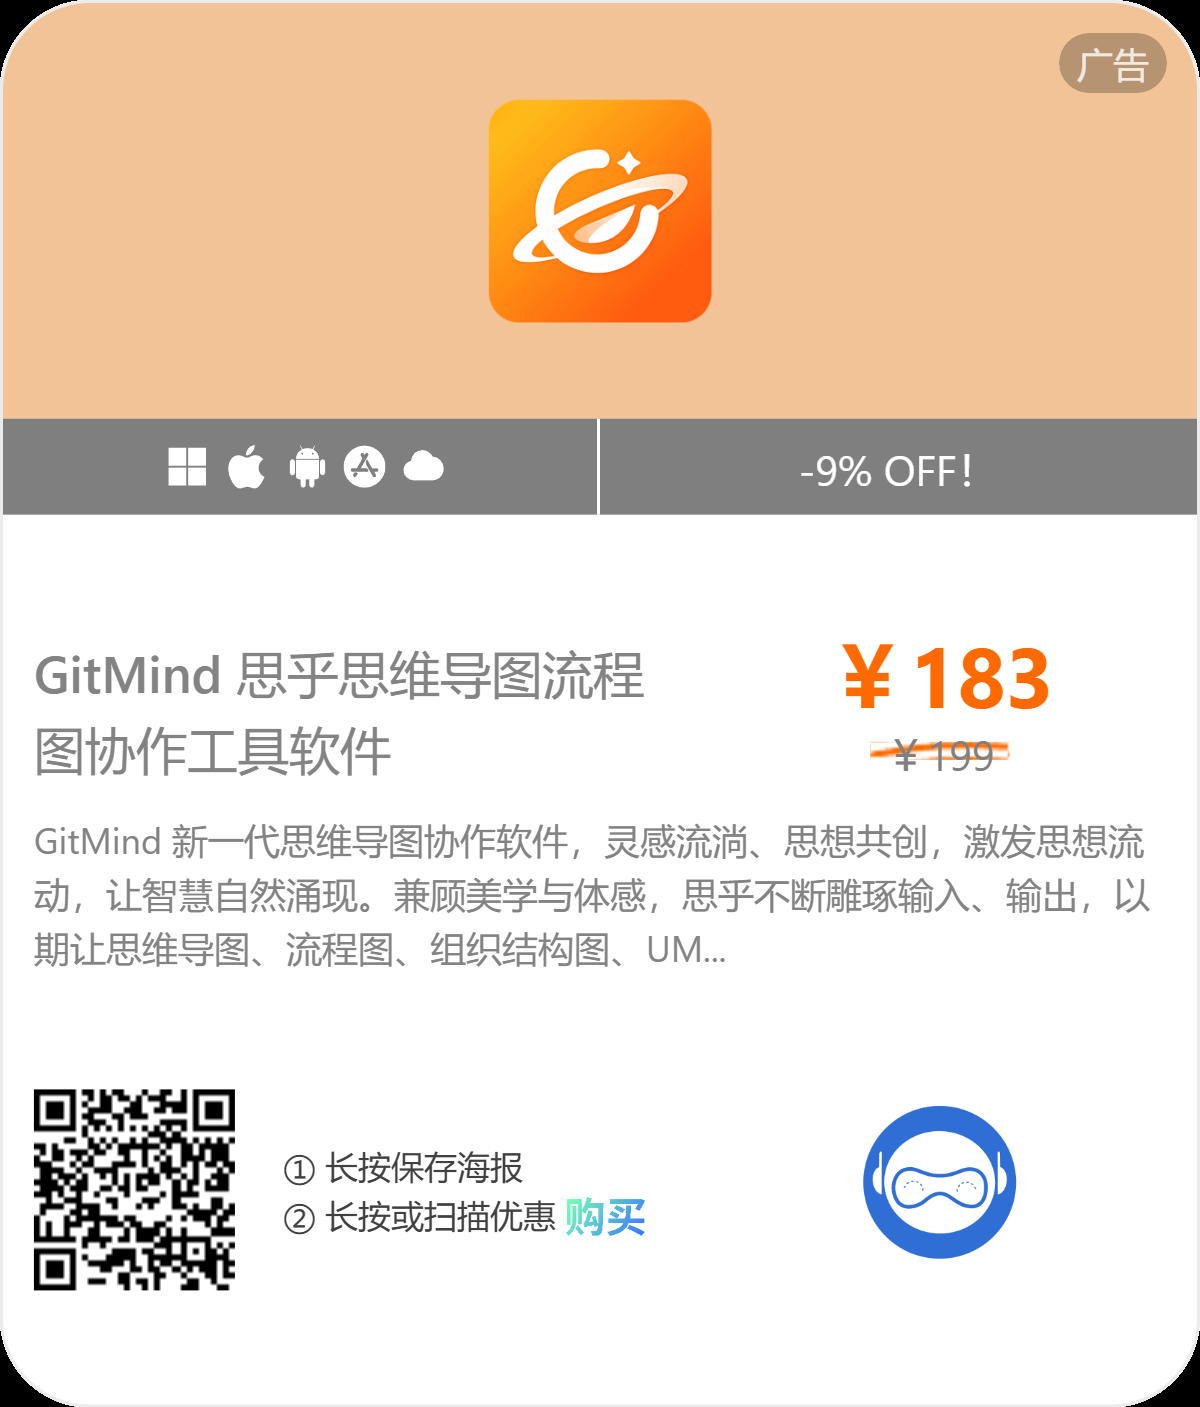 广告
-9% OFF!
GitMind 思乎思维导图流程
图协作工具软件
¥ 183
¥ 199
GitMind 新一代思维导图协作软件，灵感流淌、思想共创，激发思想流
动，让智慧自然涌现。兼顾美学与体感，思乎不断雕琢输入、输出，以
期让思维导图、流程图、组织结构图、UM...
① 长按保存海报
② 长按或扫描优惠 购买